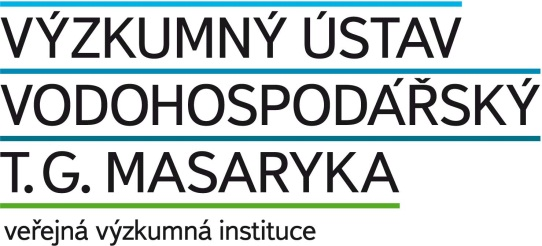 VÝZKUMNÝ ÚSTAV
VODOHOSPODÁŘSKÝ
T. G. MASARYKA
veřejná výzkumná instituce